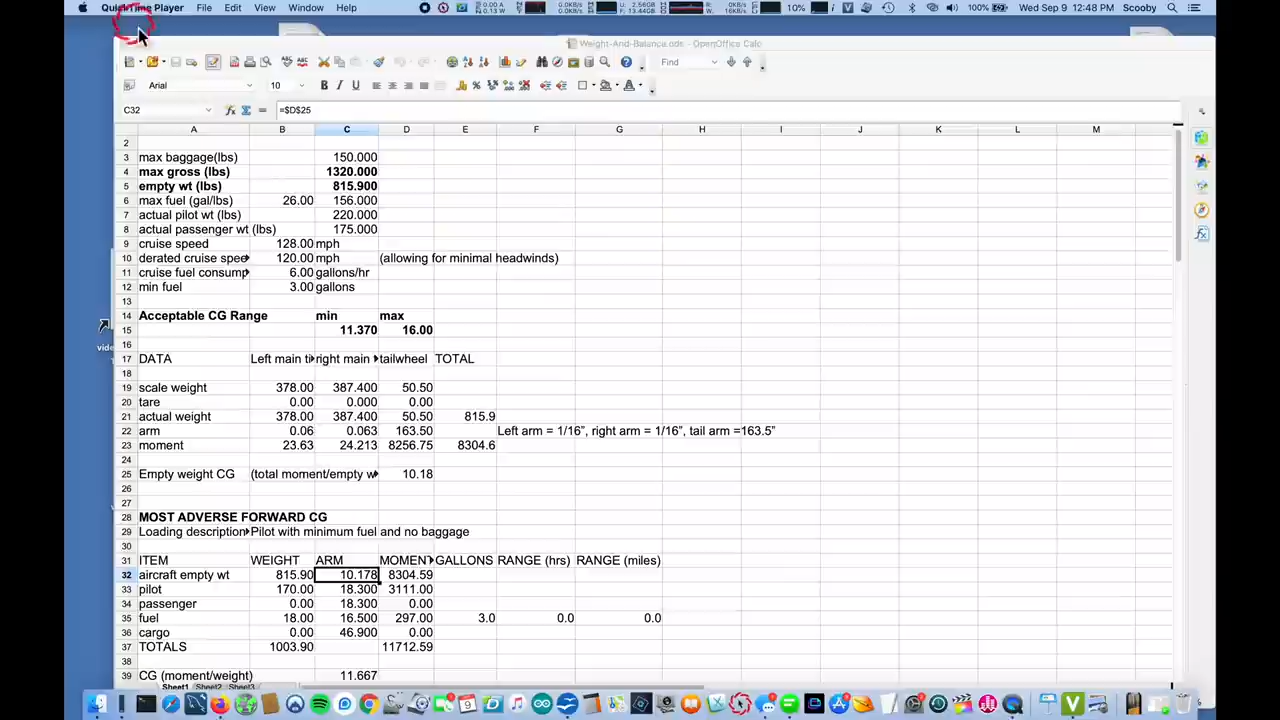 QuickTime Player File Edit View Window Help 10% 100% Wed Sep 9 12:48 PM Scooby
Weight-And-Balance.ods - OpenOffice Calc
Find
Arial 10
C32 =$D$25
A B C D E F G H I J K L M
2
3 max baggage(lbs) 150.000
4 max gross (lbs) 1320.000
5 empty wt (lbs) 815.900
6 max fuel (gal/lbs) 26.00 156.000
7 actual pilot wt (lbs) 220.000
8 actual passenger wt (lbs) 175.000
9 cruise speed 128.00 mph
10 derated cruise spee 120.00 mph (allowing for minimal headwinds)
11 cruise fuel consump 6.00 gallons/hr
12 min fuel 3.00 gallons
13
14 Acceptable CG Range min max
15 11.370 16.00
16
17 DATA Left main ti right main tailwheel TOTAL
18
19 scale weight 378.00 387.400 50.50
20 tare 0.00 0.000 0.00
21 actual weight 378.00 387.400 50.50 815.9
22 arm 0.06 0.063 163.50 Left arm = 1/16”, right arm = 1/16”, tail arm =163.5”
23 moment 23.63 24.213 8256.75 8304.6
24
25 Empty weight CG (total moment/empty w 10.18
26
27
28 MOST ADVERSE FORWARD CG
29 Loading description Pilot with minimum fuel and no baggage
30
31 ITEM WEIGHT ARM MOMEN GALLONS RANGE (hrs) RANGE (miles)
32 aircraft empty wt 815.90 10.178 8304.59
33 pilot 170.00 18.300 3111.00
34 passenger 0.00 18.300 0.00
35 fuel 18.00 16.500 297.00 3.0 0.0 0.0
36 cargo 0.00 46.900 0.00
37 TOTALS 1003.90 11712.59
38
39 CG (moment/weight) 11.667
Sheet1 Sheet2 Sheet3
vide